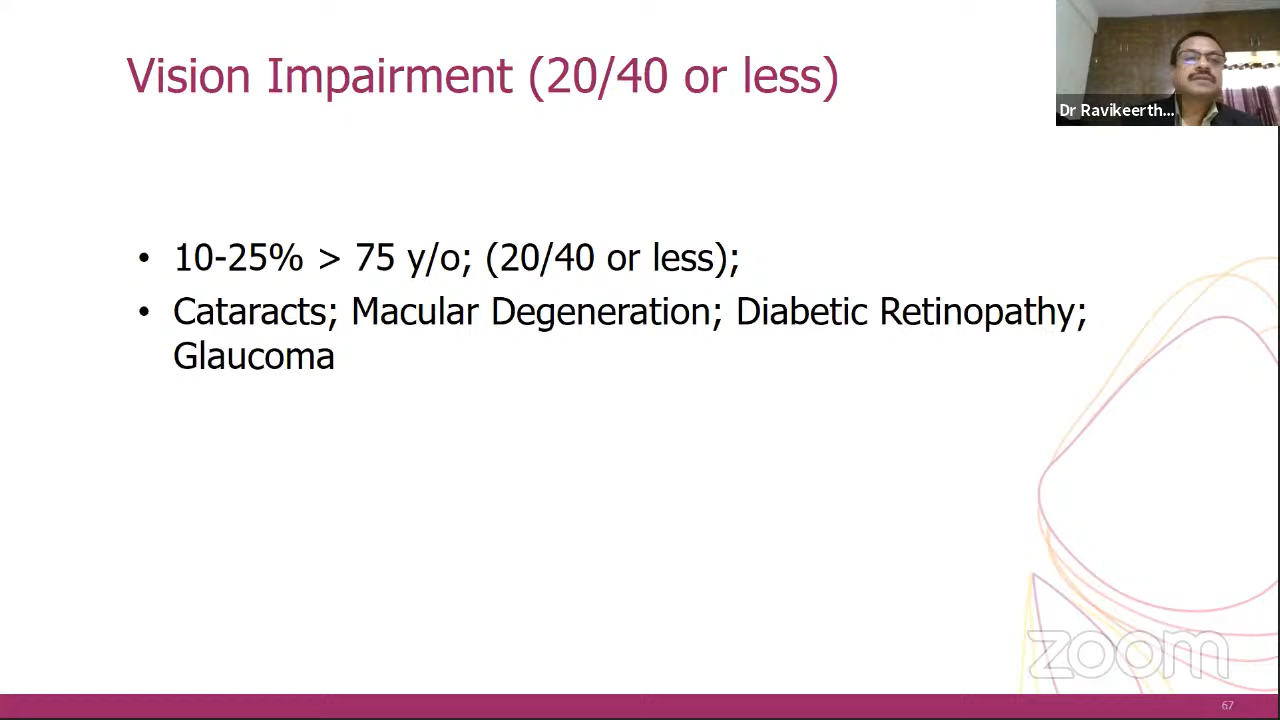 Vision Impairment (20/40 or less)
Dr Ravikeerth...
• 10-25% > 75 y/o; (20/40 or less);
• Cataracts; Macular Degeneration; Diabetic Retinopathy;
Glaucoma
zoom
67